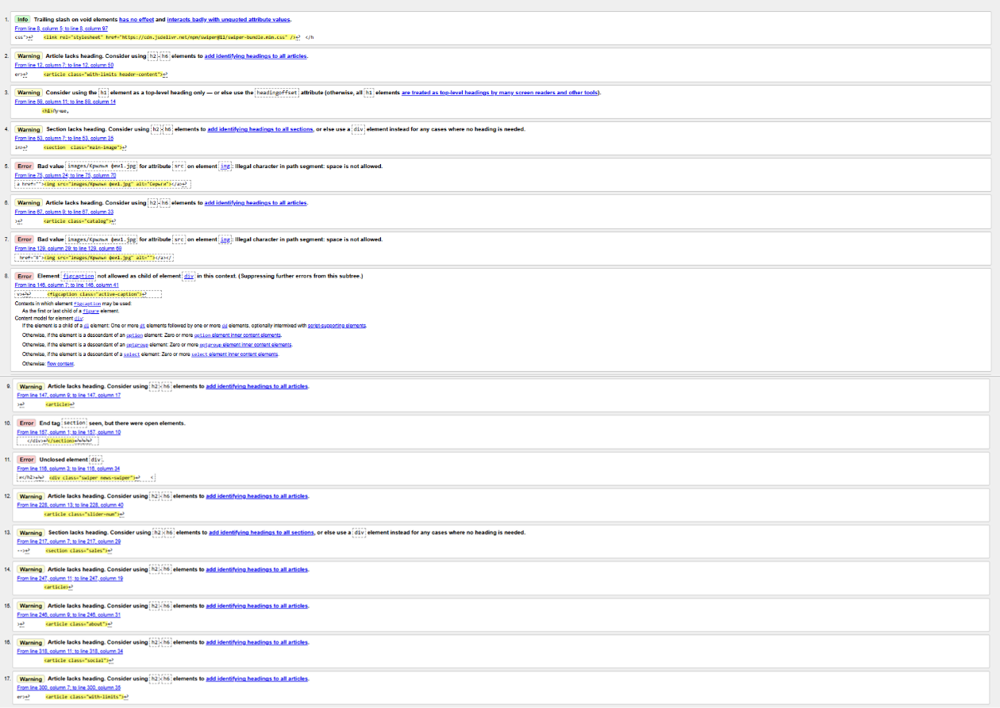 1. Info Trailing slash on void elements has no effect and interacts badly with unquoted attribute values.
From line 8, column 5; to line 8, column 97
css">↩ <link rel="stylesheet" href="https://cdn.jsdelivr.net/npm/swiper@11/swiper-bundle.min.css" />↩ </h
2. Warning Article lacks heading. Consider using h2-h6 elements to add identifying headings to all articles.
From line 12, column 7; to line 12, column 50
er>↩ <article class="with-limits header-content">↩
3. Warning Consider using the h1 element as a top-level heading only — or else use the headingoffset attribute (otherwise, all h1 elements are treated as top-level headings by many screen readers and other tools).
From line 59, column 11; to line 59, column 14
<h1>Лучше,
4. Warning Section lacks heading. Consider using h2-h6 elements to add identifying headings to all sections, or else use a div element instead for any cases where no heading is needed.
From line 53, column 7; to line 53, column 35
in>↩ <section class="main-image">↩
5. Error Bad value images/Крылья феи1.jpg for attribute src on element img: Illegal character in path segment: space is not allowed.
From line 75, column 24; to line 75, column 70
a href=""><img src="images/Крылья феи1.jpg" alt="Серьги"></a>↩
6. Warning Article lacks heading. Consider using h2-h6 elements to add identifying headings to all articles.
From line 67, column 9; to line 67, column 33
>↩ <article class="catalog">↩
7. Error Bad value images/Крылья феи1.jpg for attribute src on element img: Illegal character in path segment: space is not allowed.
From line 129, column 29; to line 129, column 69
href="#"><img src="images/Крылья феи1.jpg" alt=""></a></
8. Error Element figcaption not allowed as child of element div in this context. (Suppressing further errors from this subtree.)
From line 146, column 7; to line 146, column 41
v>↩↩ <figcaption class="active-caption">↩
Contexts in which element figcaption may be used:
As the first or last child of a figure element.
Content model for element div:
If the element is a child of a dl element: One or more dt elements followed by one or more dd elements, optionally intermixed with script-supporting elements.
Otherwise, if the element is a descendant of an option element: Zero or more option element inner content elements.
Otherwise, if the element is a descendant of an optgroup element: Zero or more optgroup element inner content elements.
Otherwise, if the element is a descendant of a select element: Zero or more select element inner content elements.
Otherwise: flow content.
9. Warning Article lacks heading. Consider using h2-h6 elements to add identifying headings to all articles.
From line 147, column 9; to line 147, column 17
>↩ <article>↩
10. Error End tag section seen, but there were open elements.
From line 157, column 1; to line 157, column 10
</div>↩</section>↩↩↩↩
11. Error Unclosed element div.
From line 116, column 3; to line 116, column 34
и</h2>↩↩ <div class="swiper news-swiper">↩ <
12. Warning Article lacks heading. Consider using h2-h6 elements to add identifying headings to all articles.
From line 228, column 13; to line 228, column 40
<article class="slider-num">↩
13. Warning Section lacks heading. Consider using h2-h6 elements to add identifying headings to all sections, or else use a div element instead for any cases where no heading is needed.
From line 217, column 7; to line 217, column 29
-->↩ <section class="sales">↩
14. Warning Article lacks heading. Consider using h2-h6 elements to add identifying headings to all articles.
From line 247, column 11; to line 247, column 19
<article>↩
15. Warning Article lacks heading. Consider using h2-h6 elements to add identifying headings to all articles.
From line 246, column 9; to line 246, column 31
>↩ <article class="about">↩
16. Warning Article lacks heading. Consider using h2-h6 elements to add identifying headings to all articles.
From line 318, column 11; to line 318, column 34
<article class="social">↩
17. Warning Article lacks heading. Consider using h2-h6 elements to add identifying headings to all articles.
From line 300, column 7; to line 300, column 35
er>↩ <article class="with-limits">↩